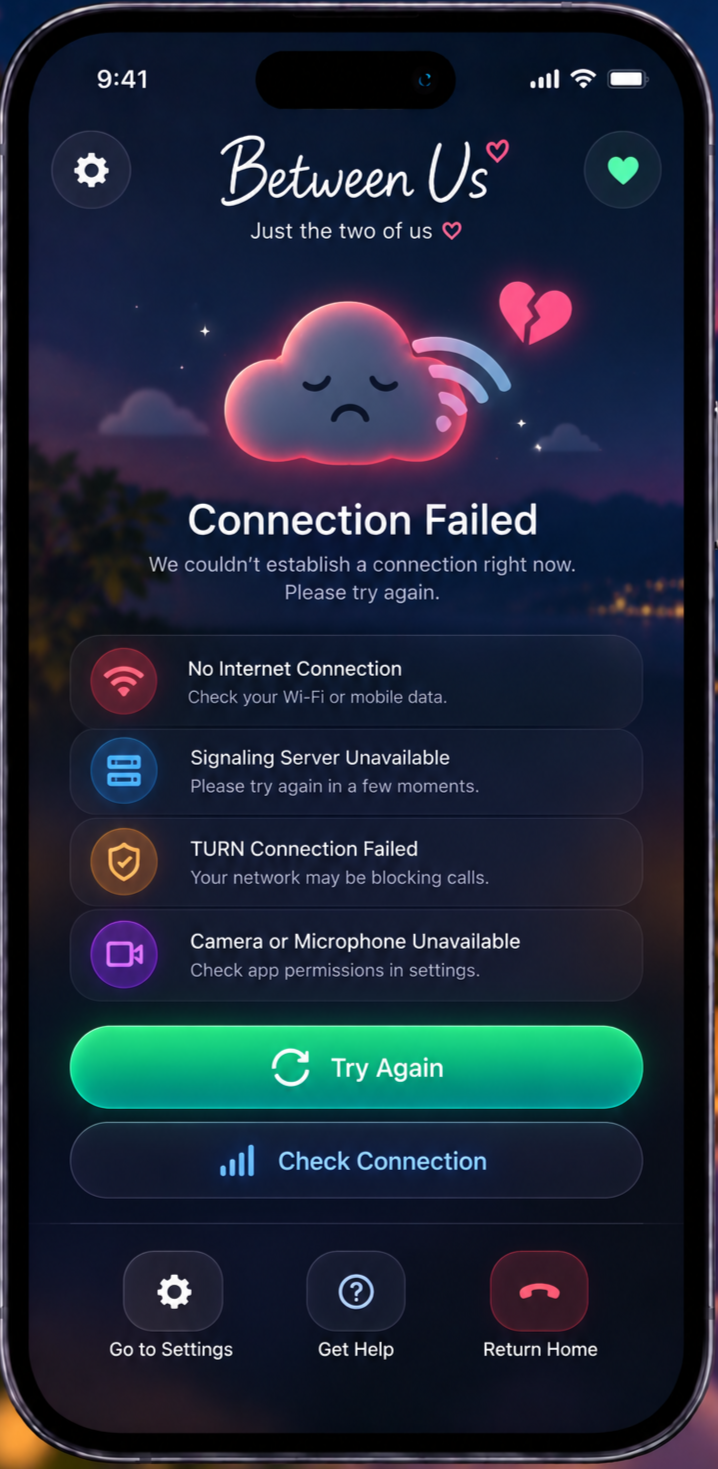 9:41
Between Us
Just the two of us
Connection Failed
We couldn't establish a connection right now.
Please try again.
No Internet Connection
Check your Wi-Fi or mobile data.
Signaling Server Unavailable
Please try again in a few moments.
TURN Connection Failed
Your network may be blocking calls.
Camera or Microphone Unavailable
Check app permissions in settings.
Try Again
Check Connection
Go to Settings
Get Help
Return Home